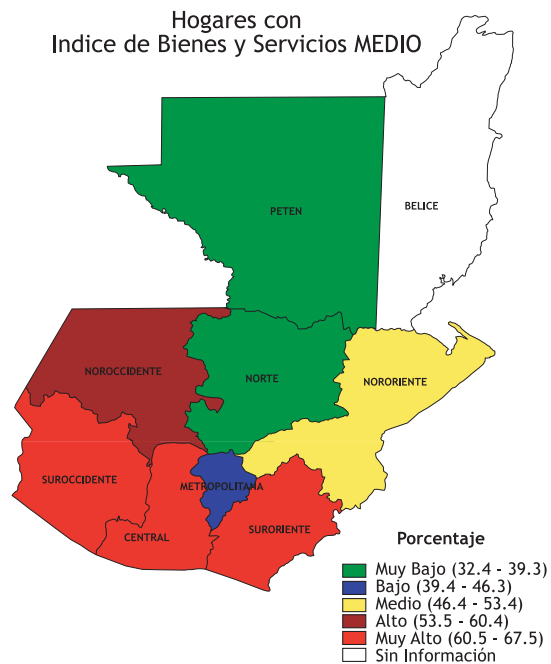 Hogares con
Indice de Bienes y Servicios MEDIO
PETEN
BELICE
NOROCCIDENTE
NORTE
NORORIENTE
SUROCCIDENTE
METROPOLITANA
CENTRAL
SURORIENTE
Porcentaje
Muy Bajo (32.4 - 39.3)
Bajo (39.4 - 46.3)
Medio (46.4 - 53.4)
Alto (53.5 - 60.4)
Muy Alto (60.5 - 67.5)
Sin Información